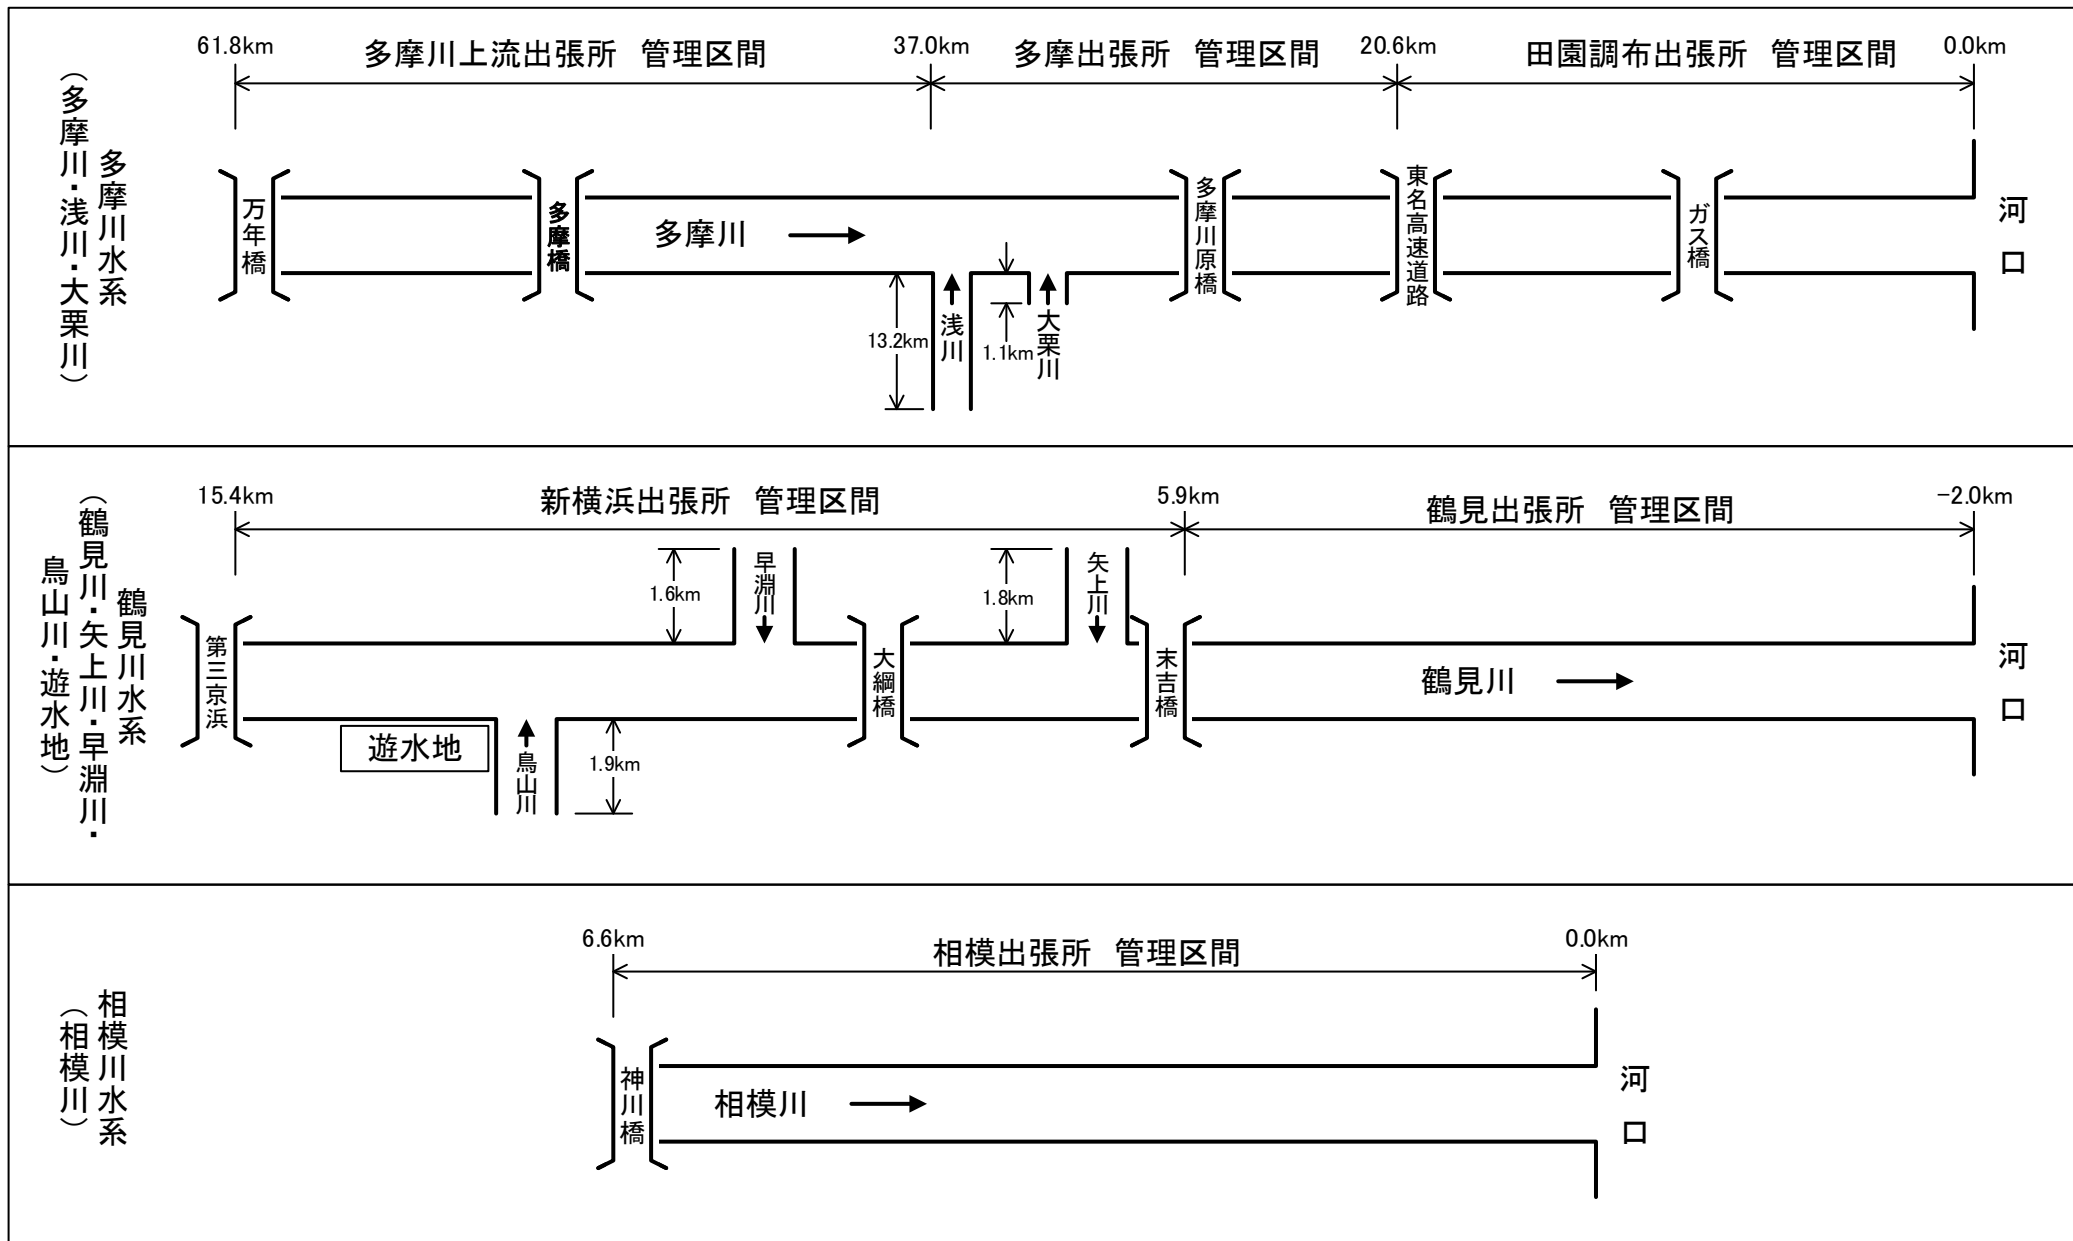 61.8km
多摩川上流出張所　管理区間
37.0km
多摩出張所　管理区間
20.6km
田園調布出張所　管理区間
0.0km
多摩川水系
（多摩川・浅川・大栗川）
万年橋
多摩橋
多摩川
多摩川原橋
東名高速道路
ガス橋
河口
13.2km
浅川
1.1km
大栗川
15.4km
新横浜出張所　管理区間
5.9km
鶴見出張所　管理区間
-2.0km
鶴見川水系
（鶴見川・矢上川・早淵川・
鳥山川・遊水地）
1.6km
早淵川
1.8km
矢上川
第三京浜
大綱橋
末吉橋
鶴見川
河口
遊水地
鳥山川
1.9km
6.6km
相模出張所　管理区間
0.0km
相模川水系
（相模川）
神川橋
相模川
河口